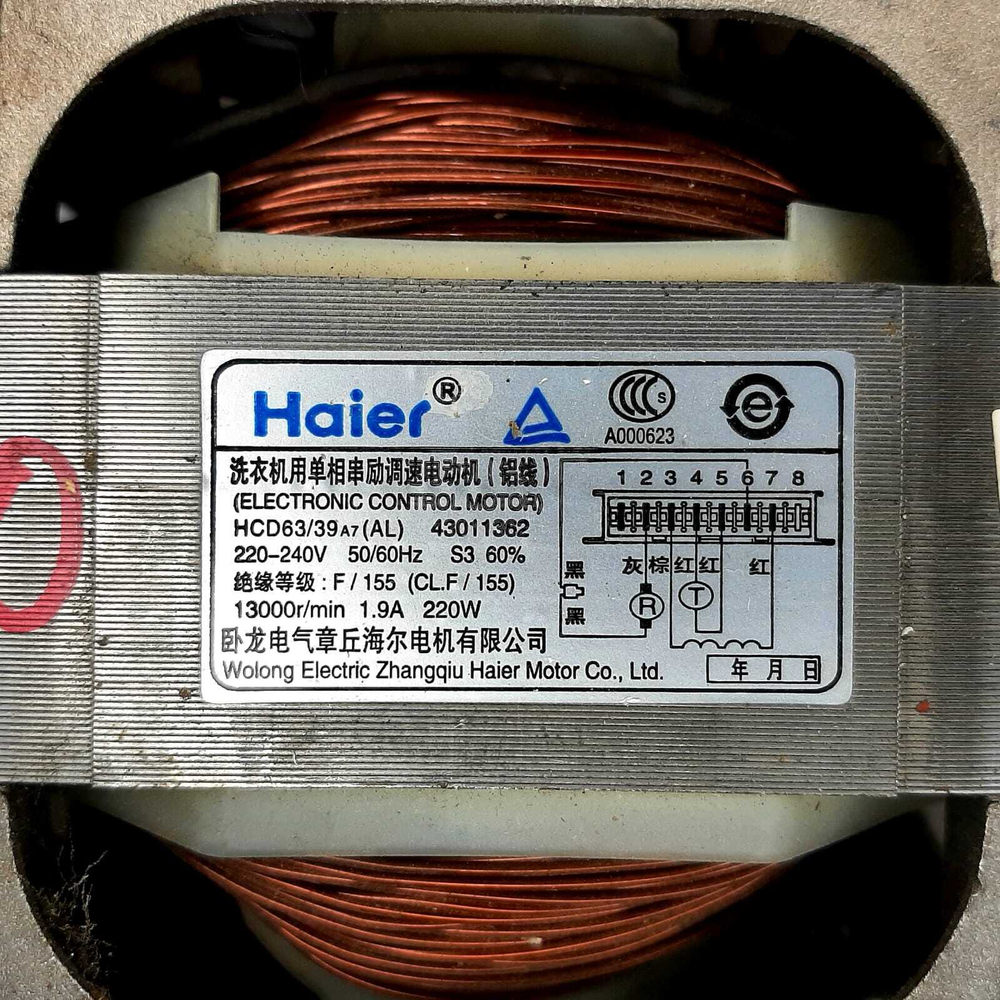 Haier®
S
A000623
e
洗衣机用单相串励调速电动机（铝线）
(ELECTRONIC CONTROL MOTOR)
HCD63/39A7(AL) 43011362
220-240V 50/60Hz S3 60%
绝缘等级：F/155 (CL.F/155)
13000r/min 1.9A 220W
卧龙电气章丘海尔电机有限公司
Wolong Electric Zhangqiu Haier Motor Co., Ltd.
1 2 3 4 5 6 7 8
灰 棕 红 红 红
黑
黑
R
T
年 月 日